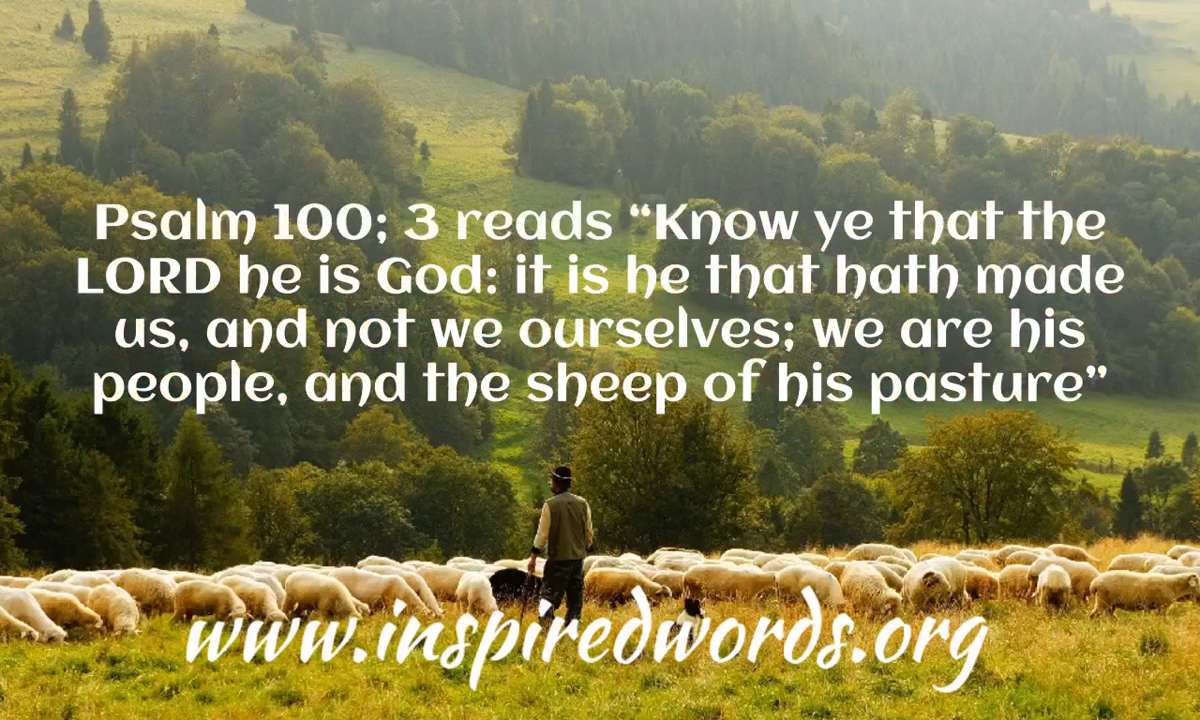 Psalm 100; 3 reads “Know ye that the
LORD he is God: it is he that hath made
us, and not we ourselves; we are his
people, and the sheep of his pasture”
www.inspiredwords.org